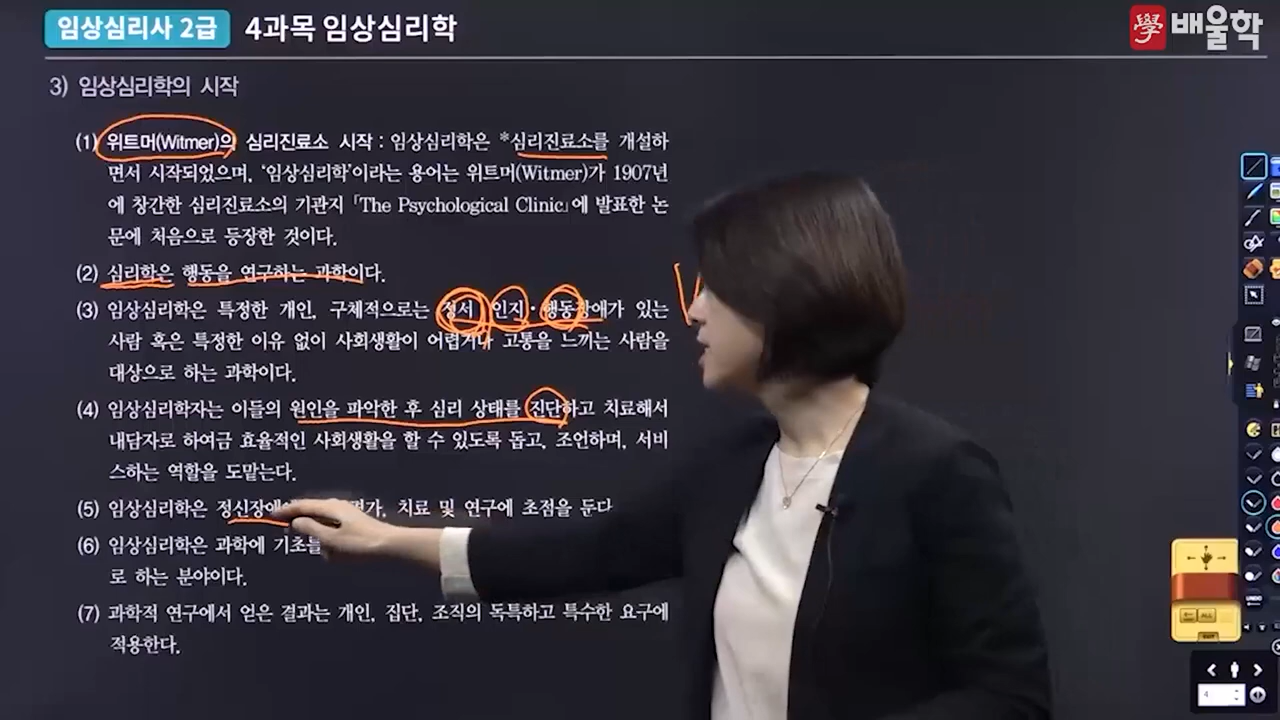 임상심리사 2급 4과목 임상심리학
學 배울학
3) 임상심리학의 시작
(1) 위트머(Witmer)의 심리진료소 시작 : 임상심리학은 *심리진료소를 개설하
면서 시작되었으며, '임상심리학'이라는 용어는 위트머(Witmer)가 1907년
에 창간한 심리진료소의 기관지 「The Psychological Clinic」에 발표한 논
문에 처음으로 등장한 것이다.
(2) 심리학은 행동을 연구하는 과학이다.
(3) 임상심리학은 특정한 개인, 구체적으로는 정서·인지·행동장애가 있는
사람 혹은 특정한 이유 없이 사회생활이 어렵거나 고통을 느끼는 사람을
대상으로 하는 과학이다.
(4) 임상심리학자는 이들의 원인을 파악한 후 심리 상태를 진단하고 치료해서
내담자로 하여금 효율적인 사회생활을 할 수 있도록 돕고, 조언하며, 서비
스하는 역할을 도맡는다.
(5) 임상심리학은 치료 및 연구에 초점을 둔다
(6) 임상심리학은 과학에 기초를
로 하는 분야이다.
(7) 과학적 연구에서 얻은 결과는 개인, 집단, 조직의 독특하고 특수한 요구에
적용한다.
ALL
UNDO
4